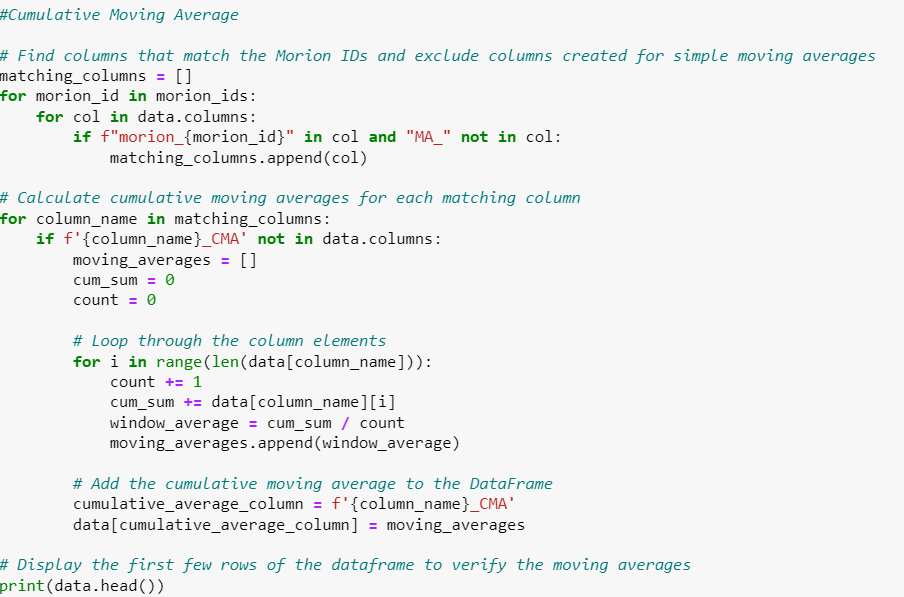 #Cumulative Moving Average

# Find columns that match the Morion IDs and exclude columns created for simple moving averages
matching_columns = []
for morion_id in morion_ids:
    for col in data.columns:
        if f"morion_{morion_id}" in col and "MA_" not in col:
            matching_columns.append(col)

# Calculate cumulative moving averages for each matching column
for column_name in matching_columns:
    if f'{column_name}_CMA' not in data.columns:
        moving_averages = []
        cum_sum = 0
        count = 0

        # Loop through the column elements
        for i in range(len(data[column_name])):
            count += 1
            cum_sum += data[column_name][i]
            window_average = cum_sum / count
            moving_averages.append(window_average)

        # Add the cumulative moving average to the DataFrame
        cumulative_average_column = f'{column_name}_CMA'
        data[cumulative_average_column] = moving_averages

# Display the first few rows of the dataframe to verify the moving averages
print(data.head())